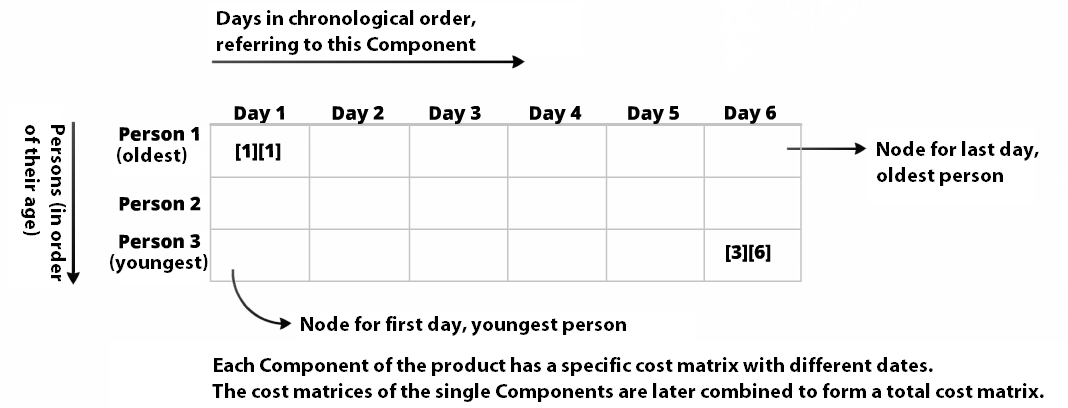 Days in chronological order,
referring to this Component
Persons (in order
of their age)
Day 1 Day 2 Day 3 Day 4 Day 5 Day 6
Person 1
(oldest)
[1][1]
Node for last day,
oldest person
Person 2
Person 3
(youngest)
[3][6]
Node for first day, youngest person
Each Component of the product has a specific cost matrix with different dates.
The cost matrices of the single Components are later combined to form a total cost matrix.